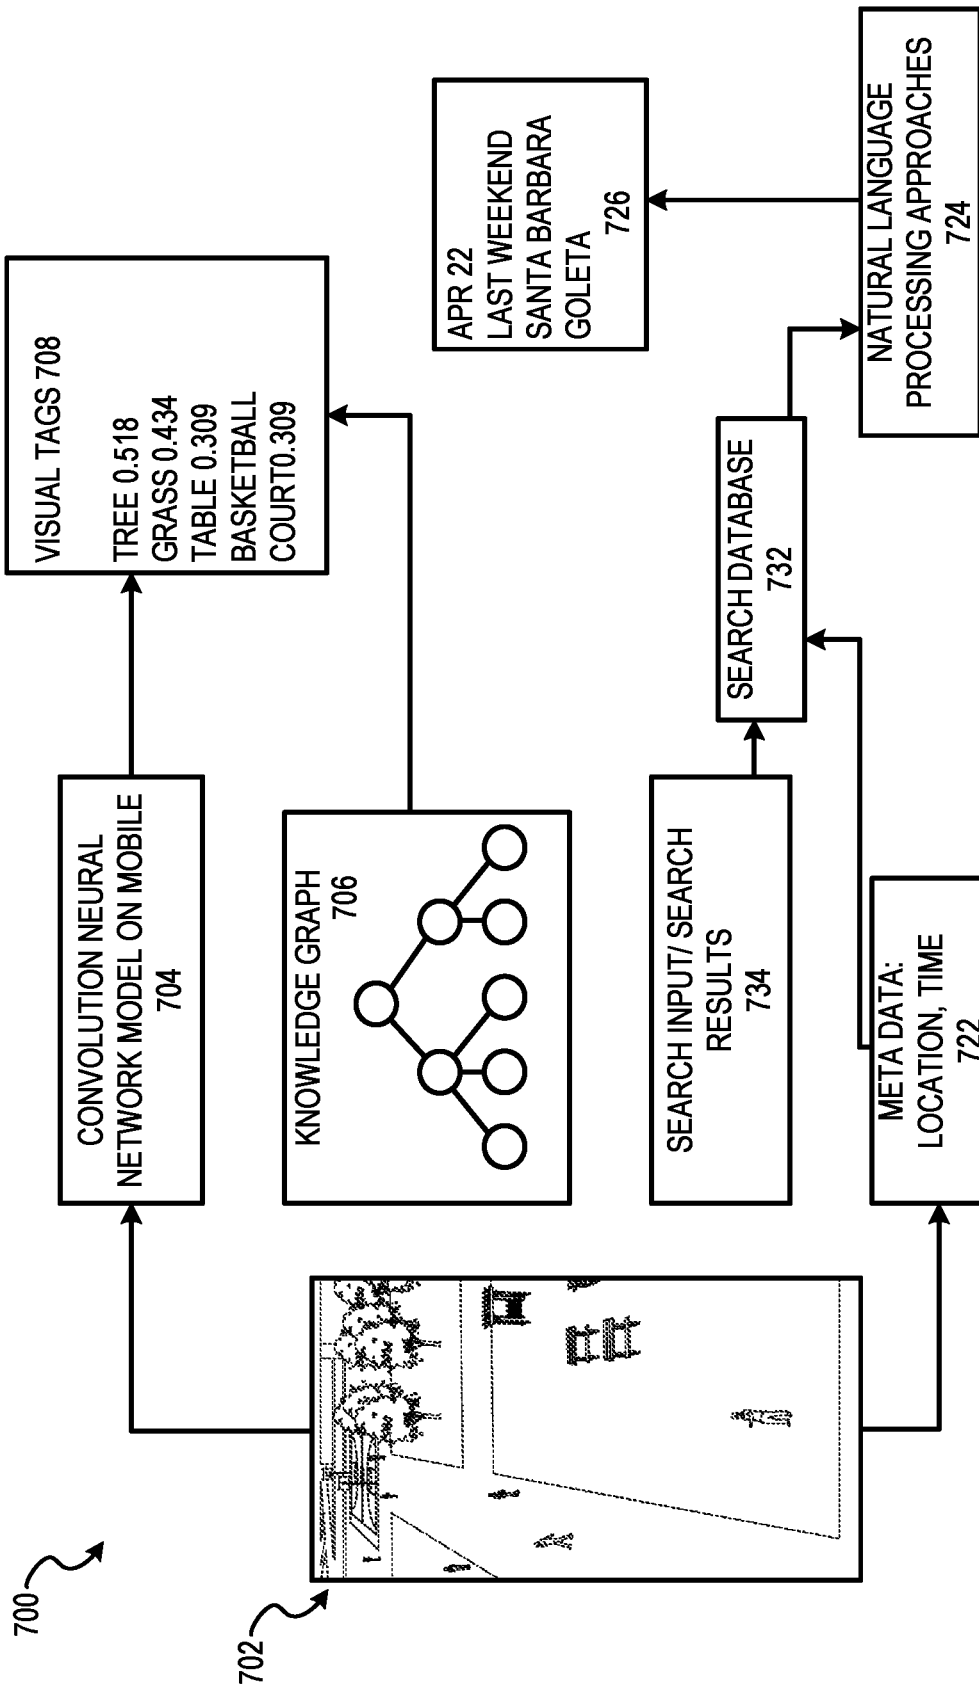 700
702
CONVOLUTION NEURAL
NETWORK MODEL ON MOBILE
704
VISUAL TAGS 708
TREE 0.518
GRASS 0.434
TABLE 0.309
BASKETBALL
COURT0.309
KNOWLEDGE GRAPH
706
SEARCH INPUT/ SEARCH
RESULTS
734
SEARCH DATABASE
732
APR 22
LAST WEEKEND
SANTA BARBARA
GOLETA
726
META DATA:
LOCATION, TIME
722
NATURAL LANGUAGE
PROCESSING APPROACHES
724